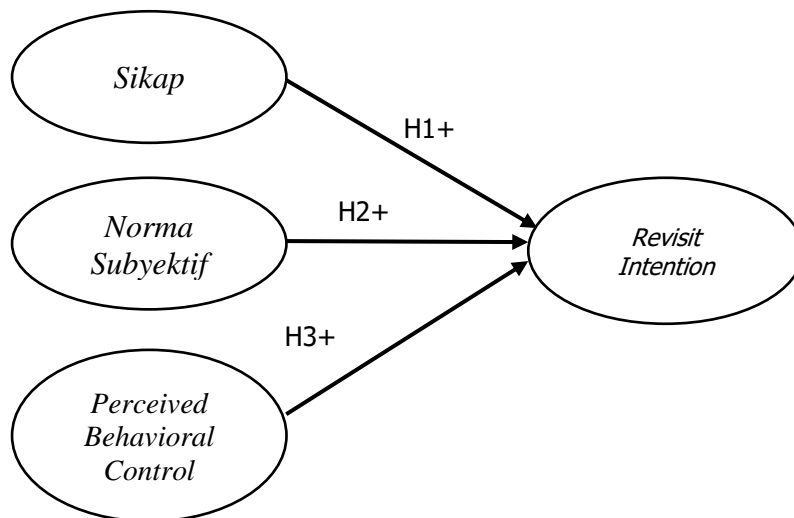 Sikap
H1+
Norma
Subyektif
H2+
Revisit
Intention
H3+
Perceived
Behavioral
Control